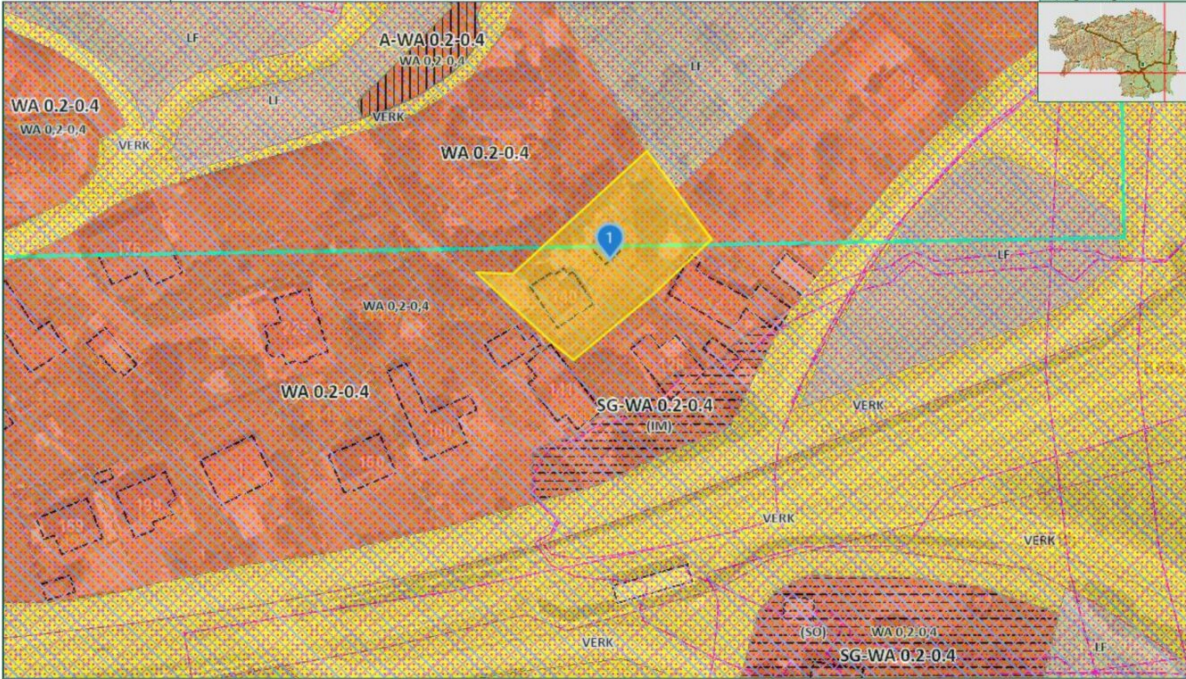 LF
A-WA 0.2-0.4
WA 0,2-0,4
LF
WA 0.2-0.4
WA 0,2-0,4
LF
VERK
VERK
WA 0.2-0.4
1
LF
WA 0,2-0,4
WA 0.2-0.4
SG-WA 0.2-0.4
(IM)
VERK
VERK
VERK
VERK
(SO)
WA 0,2-0,4
SG-WA 0.2-0.4
LF